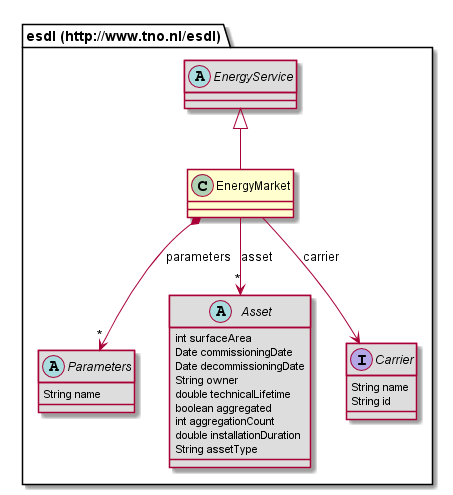 esdl (http://www.tno.nl/esdl)
A EnergyService
C EnergyMarket
parameters
asset
carrier
*
*
A Asset
int surfaceArea
Date commissioningDate
Date decommissioningDate
String owner
double technicalLifetime
boolean aggregated
int aggregationCount
double installationDuration
String assetType
A Parameters
String name
I Carrier
String name
String id